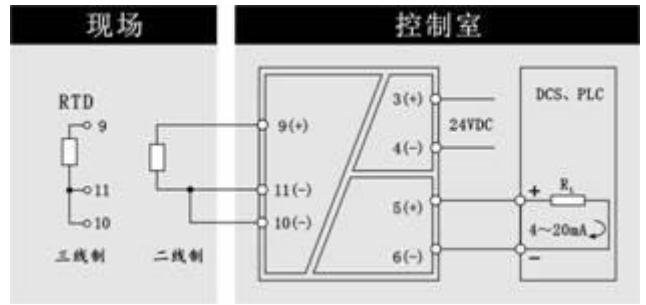 现场
控制室
RTD
9
11
10
三线制
二线制
9(+)
11(-)
10(-)
3(+)
24VDC
4(-)
5(+)
6(-)
DCS、PLC
+
RL
4～20mA
-